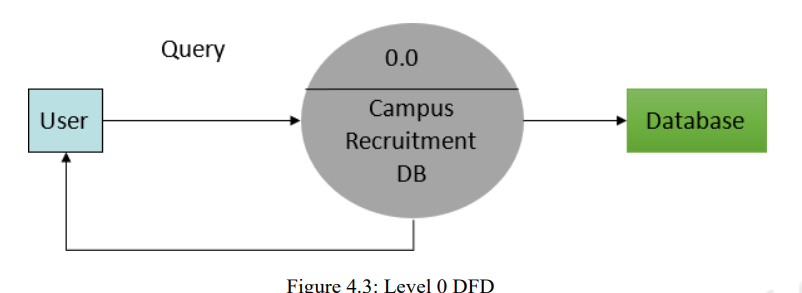 Query
0.0
User
Campus
Recruitment
DB
Database
Figure 4.3: Level 0 DFD